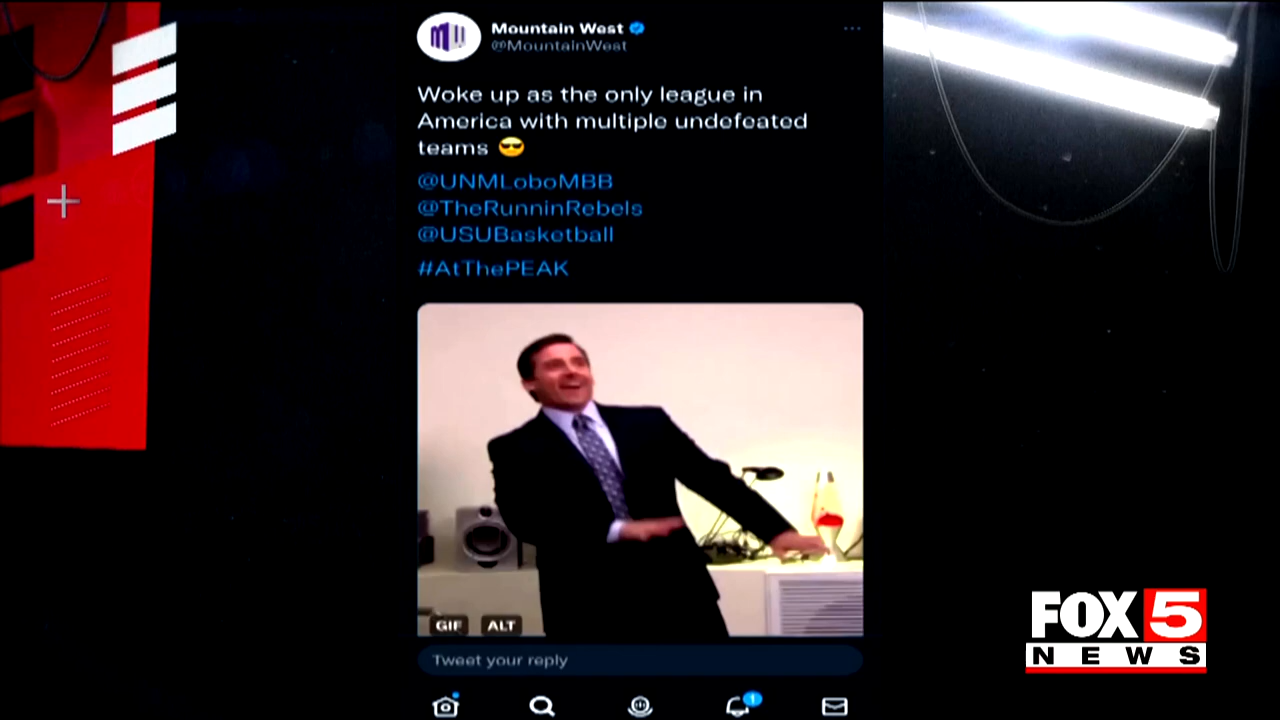 Mountain West
@MountainWest
Woke up as the only league in
America with multiple undefeated
teams 😎
@UNMLoboMBB
@TheRunninRebels
@USUBasketball
#AtThePEAK
GIF ALT
Tweet your reply
1
FOX 5
NEWS